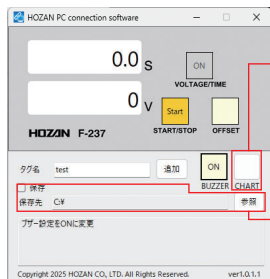 HOZAN PC connection software
0.0 S
ON
VOLTAGE/TIME
0 V
Start
START/STOP OFFSET
HOZAN F-237
タグ名 test 追加
ON
BUZZER CHART
保存
保存先 C:¥ 参照
ブザー設定をONに変更
Copyright 2025 HOZAN CO., LTD. All Rights Reserved. ver1.0.1.1